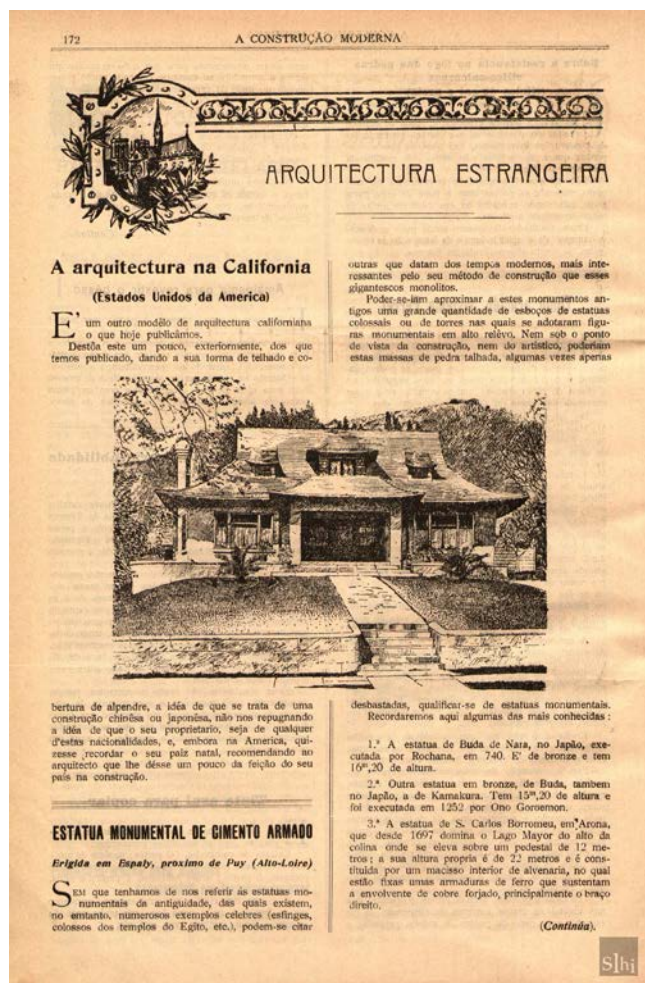 172
A CONSTRUÇÃO MODERNA
ARQUITECTURA ESTRANGEIRA
A arquitectura na California
(Estados Unidos da America)
E' um outro modêlo de arquitectura californiana
o que hoje publicâmos.
Destôa este um pouco, exteriormente, dos que
temos publicado, dando a sua forma de telhado e co-
bertura de alpendre, a idéa de que se trata de uma
construção chinêsa ou japonêsa, não nos repugnando
a idéa de que o seu proprietario, seja de qualquer
d'estas nacionalidades, e, embora na America, qui-
zesse recordar o seu paiz natal, recomendando ao
arquitecto que lhe désse um pouco da feição do seu
país na construção.
ESTATUA MONUMENTAL DE CIMENTO ARMADO
Erigida em Espaly, proximo de Puy (Alto-Loire)
SEM que tenhamos de nos referir ás estatuas mo-
numentais da antiguidade, das quais existem,
no entanto, numerosos exemplos celebres (esfinges,
colossos dos templos do Egito, etc.), podem-se citar
outras que datam dos tempos modernos, mais inte-
ressantes pelo seu método de construção que esses
gigantescos monolitos.
Poder-se-iam aproximar a estes monumentos an-
tigos uma grande quantidade de esboços de estatuas
colossais ou de torres nas quais se adotaram figu-
ras monumentais em alto relêvo. Nem sob o ponto
de vista da construção, nem do artistico, poderiam
estas massas de pedra talhada, algumas vezes apenas
desbastadas, qualificar-se de estatuas monumentais.
Recordaremos aqui algumas das mais conhecidas:
1.ª A estatua de Buda de Nara, no Japão, exe-
cutada por Rochana, em 740. E' de bronze e tem
16ᵐ,20 de altura.
2.ª Outra estatua em bronze, de Buda, tambem
no Japão, a de Kamakura. Tem 15ᵐ,20 de altura e
foi executada em 1252 por Ono Goroemon.
3.ª A estatua de S. Carlos Borromeu, em Arona,
que desde 1697 domina o Lago Mayor do alto da
colina onde se eleva sobre um pedestal de 12 me-
tros; a sua altura propria é de 22 metros e é cons-
tituida por um macisso interior de alvenaria, no qual
estão fixas umas armaduras de ferro que sustentam
a envolvente de cobre forjado, principalmente o braço
direito.
(Continúa).
S|hi